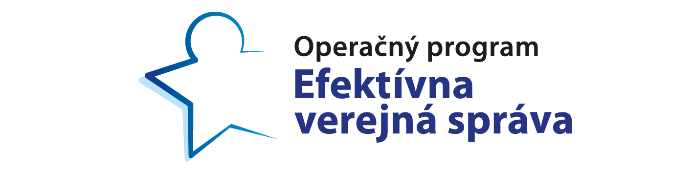 Operačný program
Efektívna
verejná správa